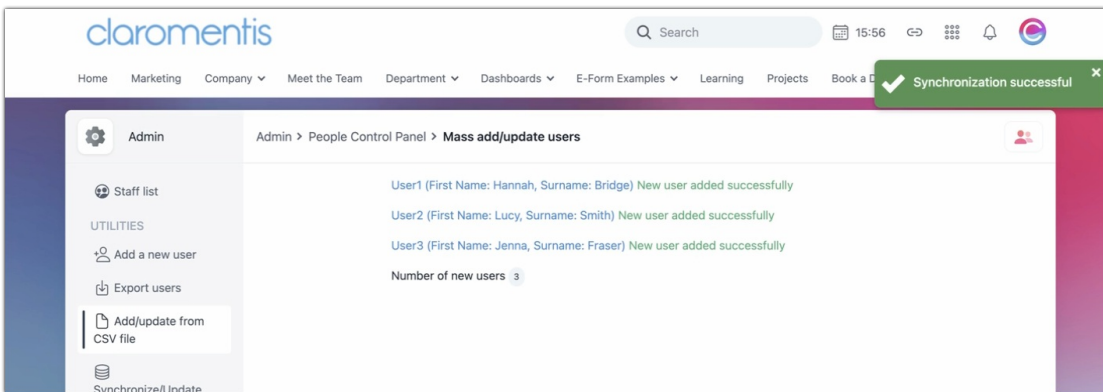 claromentis
Search
15:56
Home Marketing Company Meet the Team Department Dashboards E-Form Examples Learning Projects Book a
Synchronization successful
Admin
Admin > People Control Panel > Mass add/update users
Staff list
UTILITIES
Add a new user
Export users
Add/update from
CSV file
Synchronize/Update
User1 (First Name: Hannah, Surname: Bridge) New user added successfully
User2 (First Name: Lucy, Surname: Smith) New user added successfully
User3 (First Name: Jenna, Surname: Fraser) New user added successfully
Number of new users 3